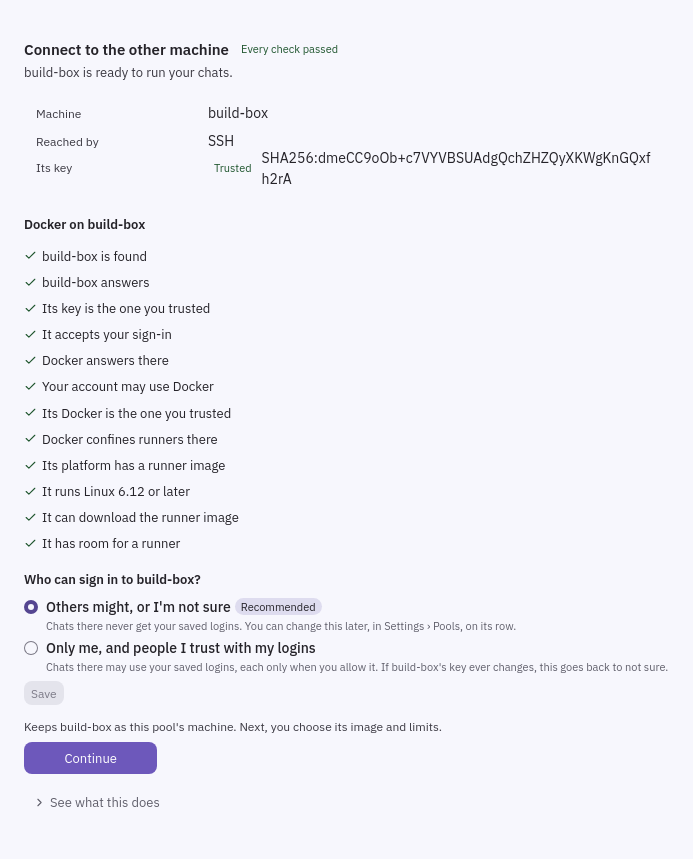 Connect to the other machine Every check passed
build-box is ready to run your chats.
Machine build-box
Reached by SSH
Its key Trusted SHA256:dmeCC9oOb+c7VYVBSUAdgQchZHZQyXKWgKnGQxf
h2rA
Docker on build-box
build-box is found
build-box answers
Its key is the one you trusted
It accepts your sign-in
Docker answers there
Your account may use Docker
Its Docker is the one you trusted
Docker confines runners there
Its platform has a runner image
It runs Linux 6.12 or later
It can download the runner image
It has room for a runner
Who can sign in to build-box?
Others might, or I'm not sure Recommended
Chats there never get your saved logins. You can change this later, in Settings › Pools, on its row.
Only me, and people I trust with my logins
Chats there may use your saved logins, each only when you allow it. If build-box's key ever changes, this goes back to not sure.
Save
Keeps build-box as this pool's machine. Next, you choose its image and limits.
Continue
See what this does